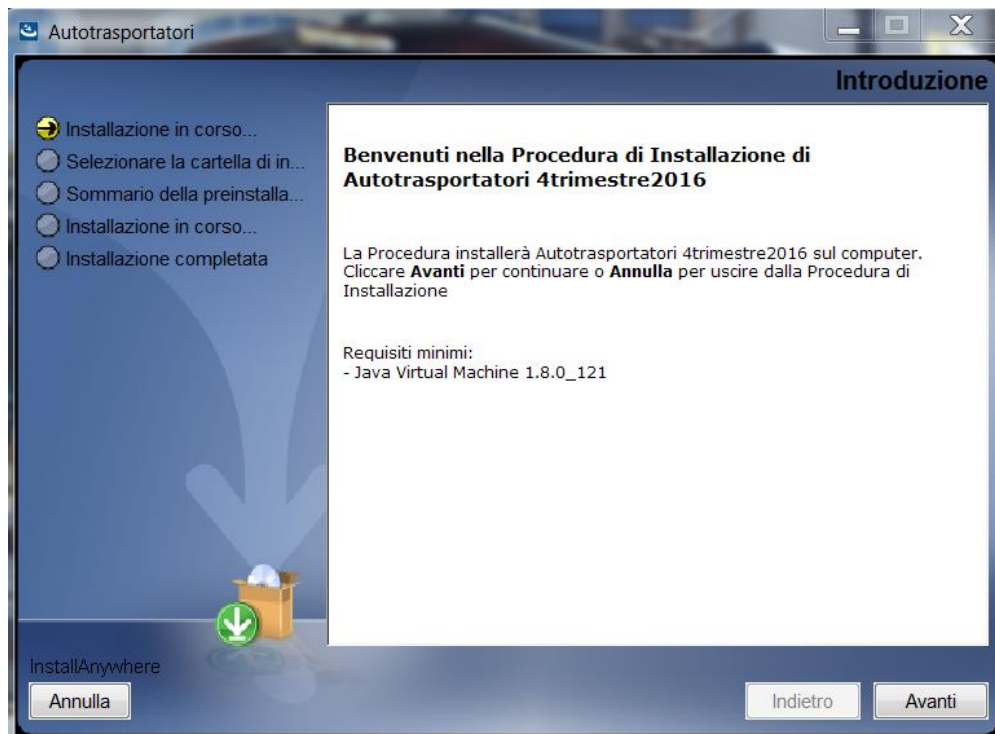 Autotrasportatori
Introduzione
Installazione in corso...
Selezionare la cartella di in...
Sommario della preinstalla...
Installazione in corso...
Installazione completata
Benvenuti nella Procedura di Installazione di
Autotrasportatori 4trimestre2016
La Procedura installerà Autotrasportatori 4trimestre2016 sul computer.
Cliccare Avanti per continuare o Annulla per uscire dalla Procedura di
Installazione
Requisiti minimi:
- Java Virtual Machine 1.8.0_121
InstallAnywhere
Annulla
Indietro
Avanti